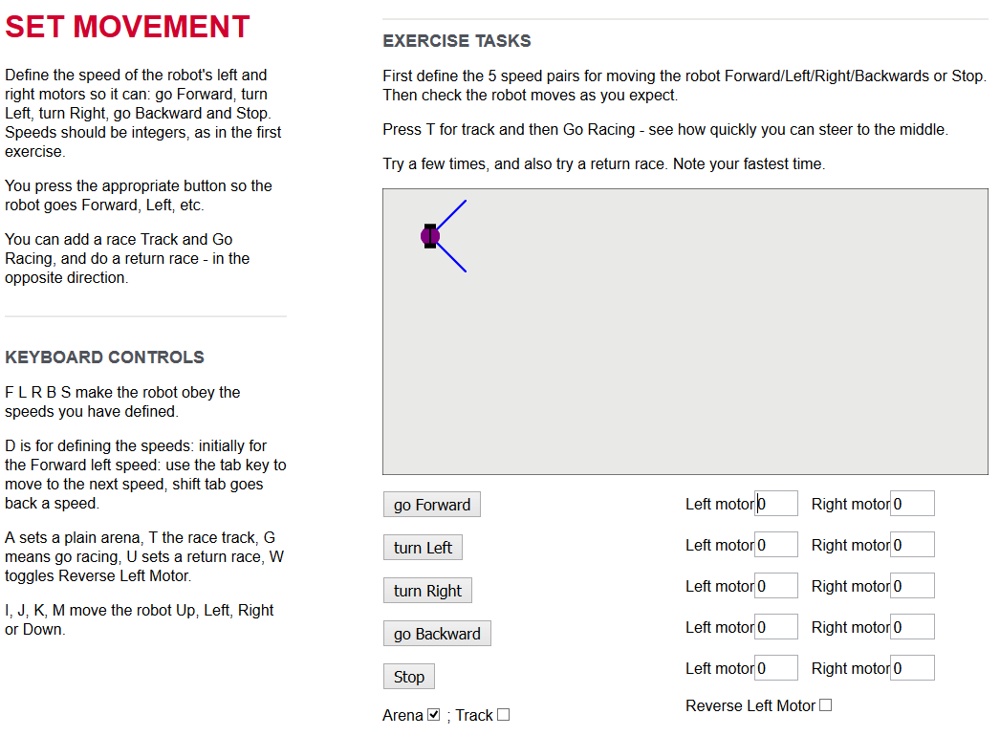 SET MOVEMENT
Define the speed of the robot's left and
right motors so it can: go Forward, turn
Left, turn Right, go Backward and Stop.
Speeds should be integers, as in the first
exercise.
You press the appropriate button so the
robot goes Forward, Left, etc.
You can add a race Track and Go
Racing, and do a return race - in the
opposite direction.
KEYBOARD CONTROLS
F L R B S make the robot obey the
speeds you have defined.
D is for defining the speeds: initially for
the Forward left speed: use the tab key to
move to the next speed, shift tab goes
back a speed.
A sets a plain arena, T the race track, G
means go racing, U sets a return race, W
toggles Reverse Left Motor.
I, J, K, M move the robot Up, Left, Right
or Down.
EXERCISE TASKS
First define the 5 speed pairs for moving the robot Forward/Left/Right/Backwards or Stop.
Then check the robot moves as you expect.
Press T for track and then Go Racing - see how quickly you can steer to the middle.
Try a few times, and also try a return race. Note your fastest time.
go Forward Left motor 0 Right motor 0
turn Left Left motor 0 Right motor 0
turn Right Left motor 0 Right motor 0
go Backward Left motor 0 Right motor 0
Stop Left motor 0 Right motor 0
Arena ; Track Reverse Left Motor